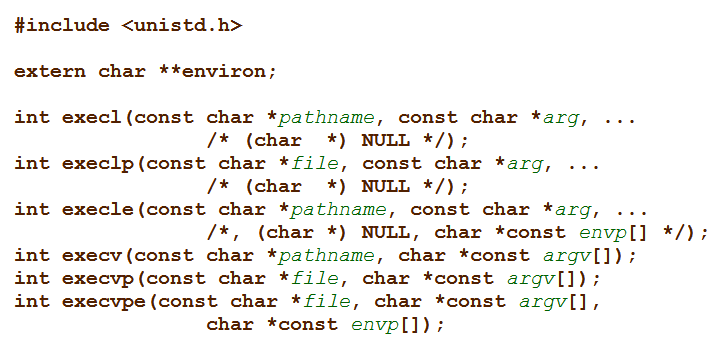 #include <unistd.h>
extern char **environ;
int execl(const char *pathname, const char *arg, ...
/* (char  *) NULL */);
int execlp(const char *file, const char *arg, ...
/* (char  *) NULL */);
int execle(const char *pathname, const char *arg, ...
/*, (char *) NULL, char *const envp[] */);
int execv(const char *pathname, char *const argv[]);
int execvp(const char *file, char *const argv[]);
int execvpe(const char *file, char *const argv[],
char *const envp[]);